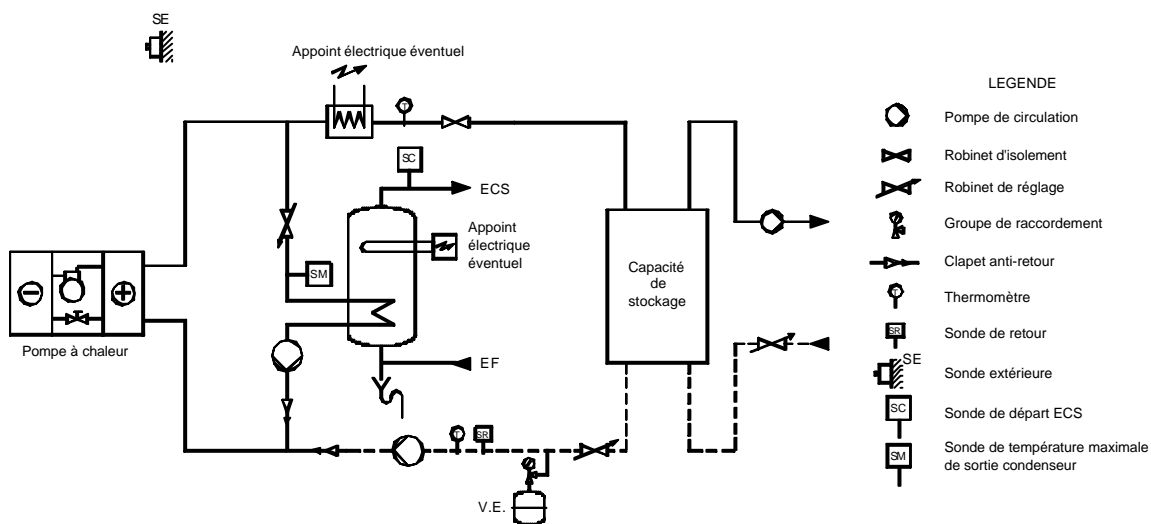 SE
Appoint électrique éventuel
T
SC
ECS
Appoint
électrique
éventuel
SM
Capacité
de
stockage
Pompe à chaleur
EF
T
SR
V.E.
LEGENDE
Pompe de circulation
Robinet d'isolement
Robinet de réglage
Groupe de raccordement
Clapet anti-retour
T
Thermomètre
SR
Sonde de retour
SE
Sonde extérieure
SC
Sonde de départ ECS
SM
Sonde de température maximale
de sortie condenseur